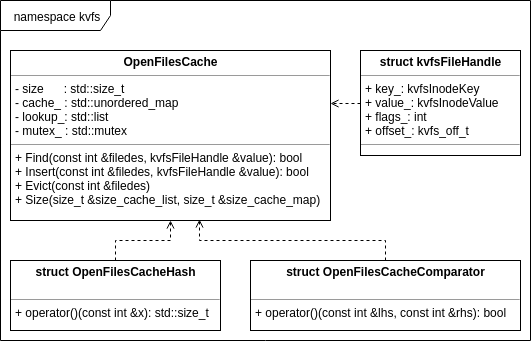 namespace kvfs
OpenFilesCache
- size : std::size_t
- cache_ : std::unordered_map
- lookup_ : std::list
- mutex_ : std::mutex
+ Find(const int &filedes, kvfsFileHandle &value): bool
+ Insert(const int &filedes, kvfsFileHandle &value): bool
+ Evict(const int &filedes)
+ Size(size_t &size_cache_list, size_t &size_cache_map)
struct kvfsFileHandle
+ key_: kvfsInodeKey
+ value_: kvfsInodeValue
+ flags_: int
+ offset_: kvfs_off_t
struct OpenFilesCacheHash
+ operator()(const int &x): std::size_t
struct OpenFilesCacheComparator
+ operator()(const int &lhs, const int &rhs): bool